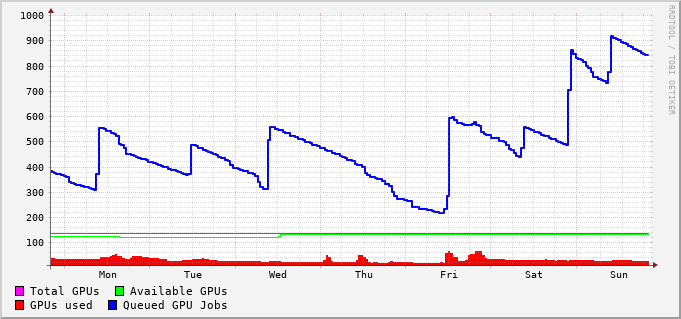 1000
900
800
700
600
500
400
300
200
100
Mon Tue Wed Thu Fri Sat Sun
Total GPUs Available GPUs
GPUs used Queued GPU Jobs
RRDTOOL / TOBI OETIKER